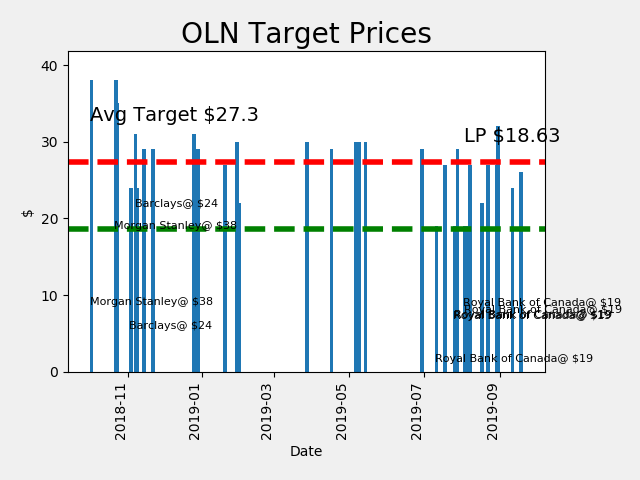 OLN Target Prices
40
Avg Target $27.3
LP $18.63
30
Barclays@ $24
20
Morgan Stanley@ $38
$
10
Morgan Stanley@ $38
Royal Bank of Canada@ $19
Royal Bank of Canada@ $19
Royal Bank of Canada@ $19
Barclays@ $24
Royal Bank of Canada@ $19
0
2018-11
2019-01
2019-03
2019-05
2019-07
2019-09
Date